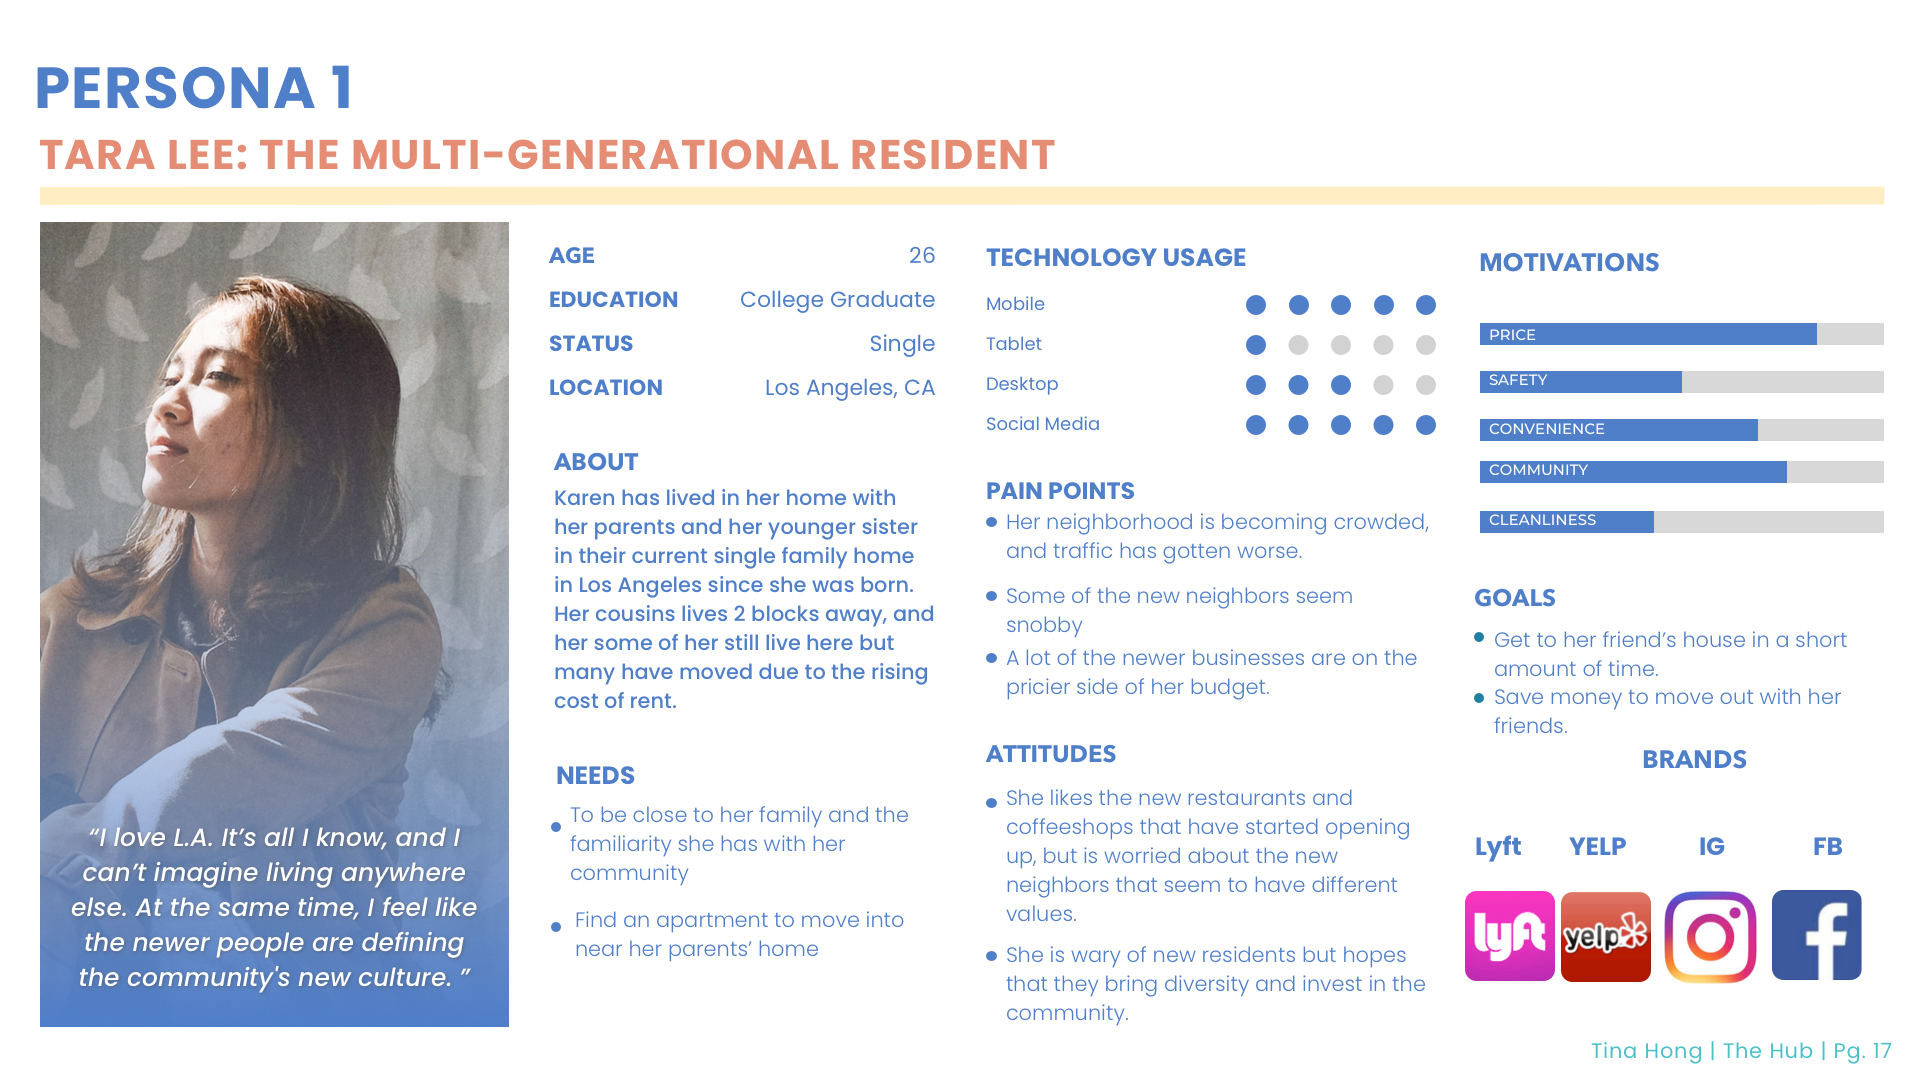 PERSONA 1
TARA LEE: THE MULTI-GENERATIONAL RESIDENT
“I love L.A. It’s all I know, and I
can’t imagine living anywhere
else. At the same time, I feel like
the newer people are defining
the community's new culture. ”
AGE 26
EDUCATION College Graduate
STATUS Single
LOCATION Los Angeles, CA
ABOUT
Karen has lived in her home with
her parents and her younger sister
in their current single family home
in Los Angeles since she was born.
Her cousins lives 2 blocks away, and
her some of her still live here but
many have moved due to the rising
cost of rent.
NEEDS
To be close to her family and the
familiarity she has with her
community
Find an apartment to move into
near her parents’ home
TECHNOLOGY USAGE
Mobile
Tablet
Desktop
Social Media
PAIN POINTS
Her neighborhood is becoming crowded,
and traffic has gotten worse.
Some of the new neighbors seem
snobby
A lot of the newer businesses are on the
pricier side of her budget.
ATTITUDES
She likes the new restaurants and
coffeeshops that have started opening
up, but is worried about the new
neighbors that seem to have different
values.
She is wary of new residents but hopes
that they bring diversity and invest in the
community.
MOTIVATIONS
PRICE
SAFETY
CONVENIENCE
COMMUNITY
CLEANLINESS
GOALS
Get to her friend’s house in a short
amount of time.
Save money to move out with her
friends.
BRANDS
Lyft YELP IG FB
lyft yelp f
Tina Hong | The Hub | Pg. 17